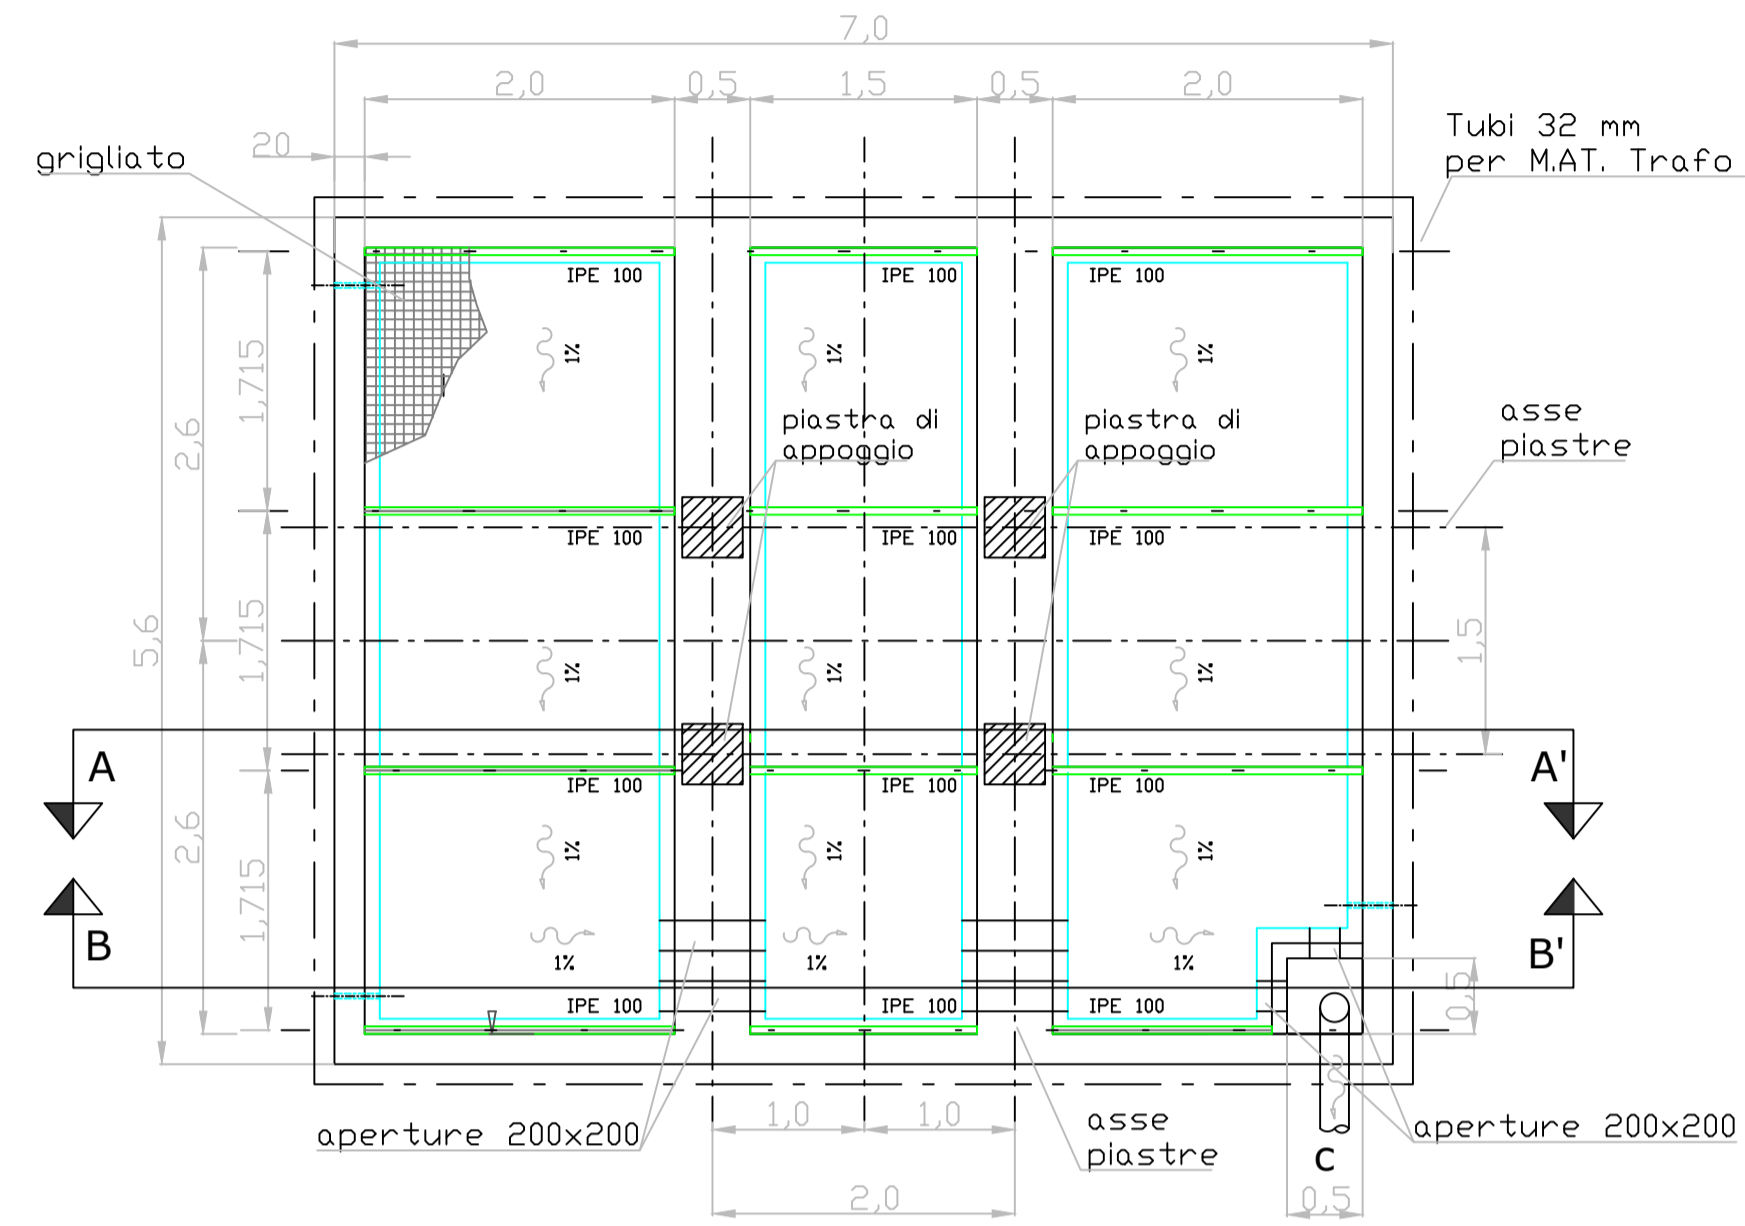 7,0
2,0
0,5
1,5
0,5
2,0
Tubi 32 mm
per M.AT. Trafo
20
grigliato
IPE 100
IPE 100
IPE 100
1%
1%
1%
1,715
2,6
piastra di
appoggio
piastra di
appoggio
asse
piastre
IPE 100
IPE 100
IPE 100
5,6
1,715
1,5
1%
1%
1%
A
A'
IPE 100
IPE 100
IPE 100
2,6
1,715
1%
1%
1%
B
B'
1%
1%
1%
IPE 100
IPE 100
IPE 100
0,5
aperture 200x200
1,0
1,0
asse
piastre
aperture 200x200
c
2,0
0,5